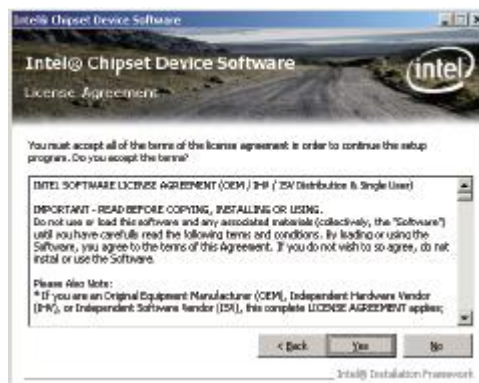 Intel® Chipset Device Software
Intel® Chipset Device Software
intel
License Agreement
You must accept all of the terms of the license agreement in order to continue the setup
program. Do you accept the terms?
INTEL SOFTWARE LICENSE AGREEMENT (OEM / IHV / ISV Distribution & Single User)
IMPORTANT - READ BEFORE COPYING, INSTALLING OR USING.
Do not use or load this software and any associated materials (collectively, the "Software")
until you have carefully read the following terms and conditions. By loading or using the
Software, you agree to the terms of this Agreement. If you do not wish to so agree, do not
install or use the Software.
Please Also Note:
* If you are an Original Equipment Manufacturer (OEM), Independent Hardware Vendor
(IHV), or Independent Software Vendor (ISV), this complete LICENSE AGREEMENT applies;
< Back
Yes
No
Intel® Installation Framework